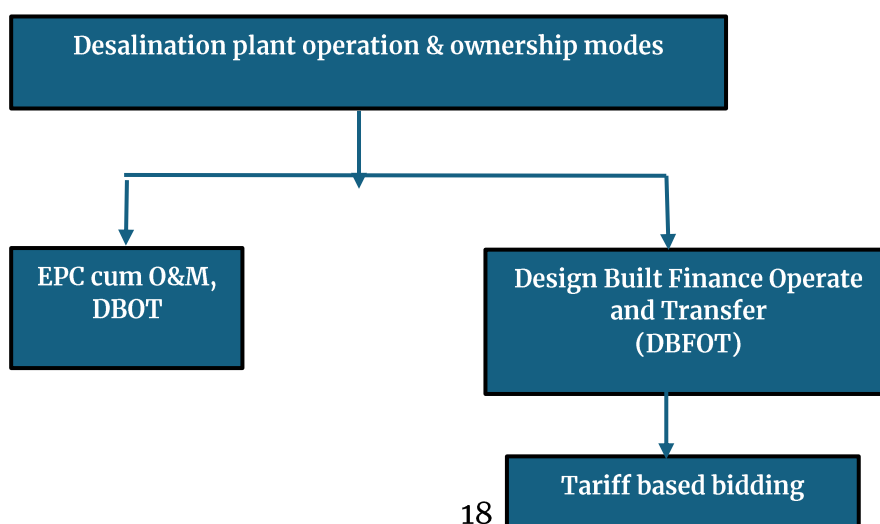 Desalination plant operation & ownership modes
EPC cum O&M,
DBOT
Design Built Finance Operate
and Transfer
(DBFOT)
Tariff based bidding
18